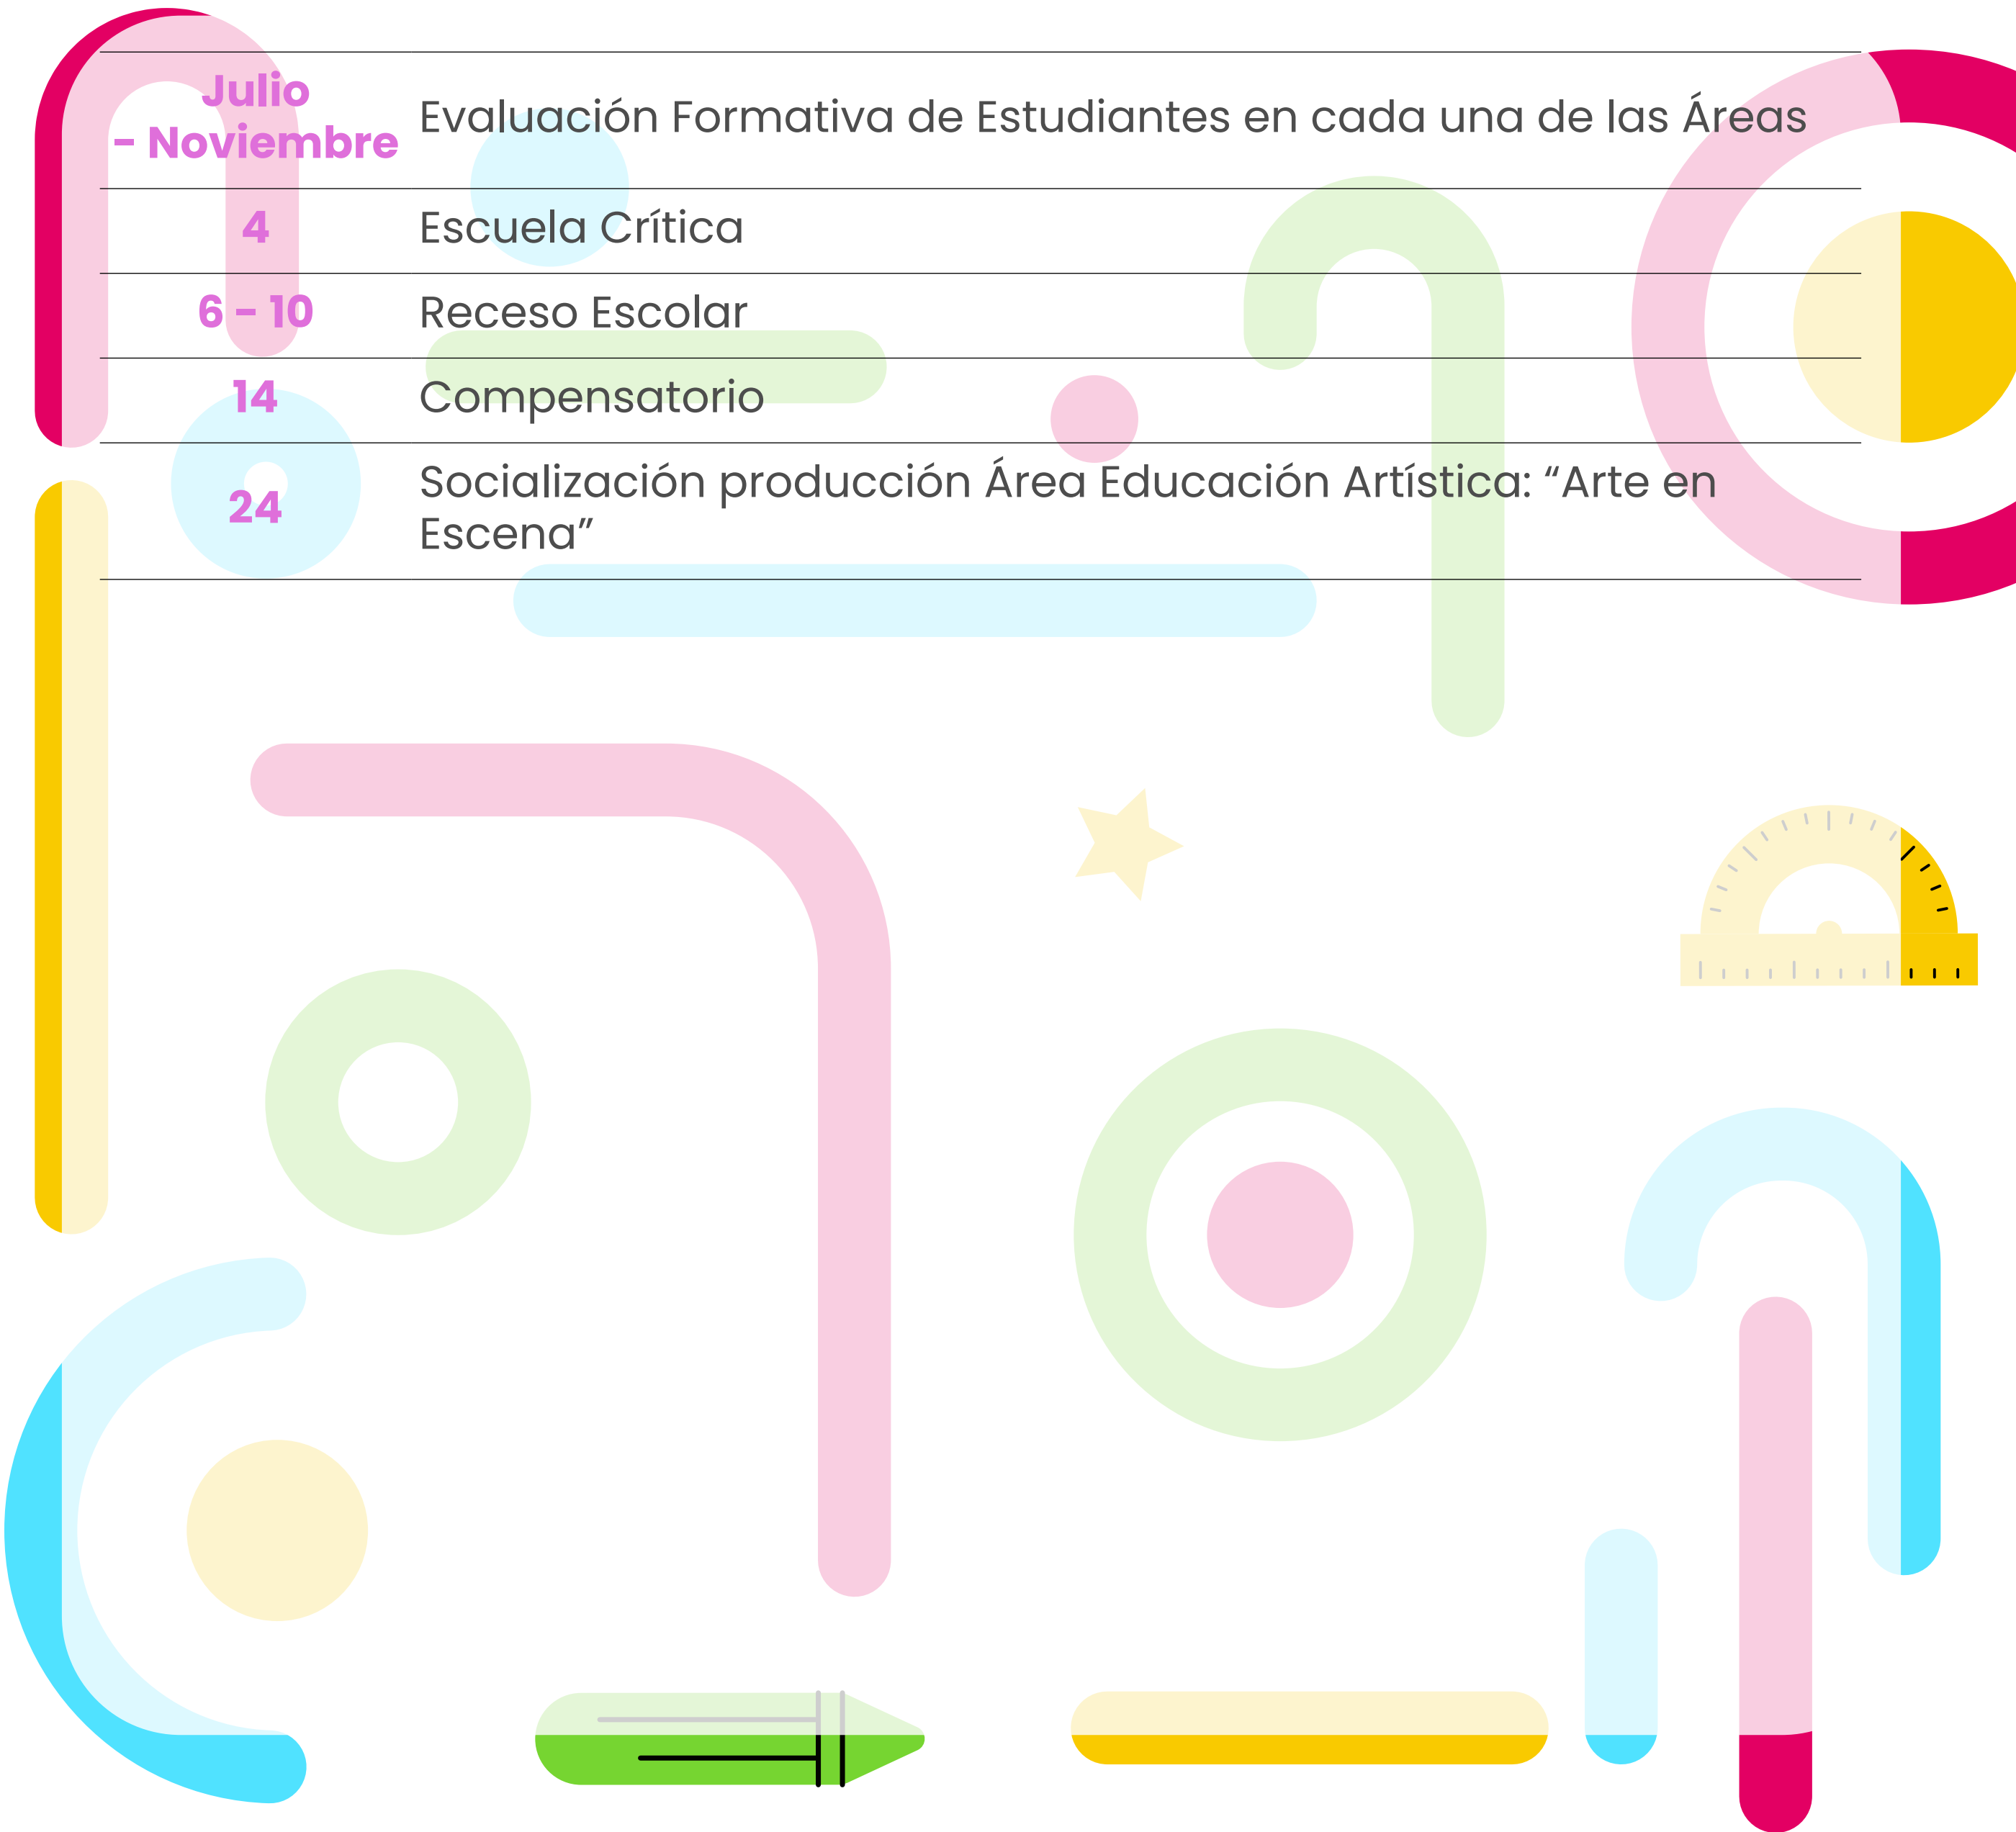 Julio
- Noviembre
Evaluación Formativa de Estudiantes en cada uno de las Áreas
4
Escuela Crítica
6 - 10
Receso Escolar
14
Compensatorio
24
Socialización producción Área Educación Artística: “Arte en
Escena”